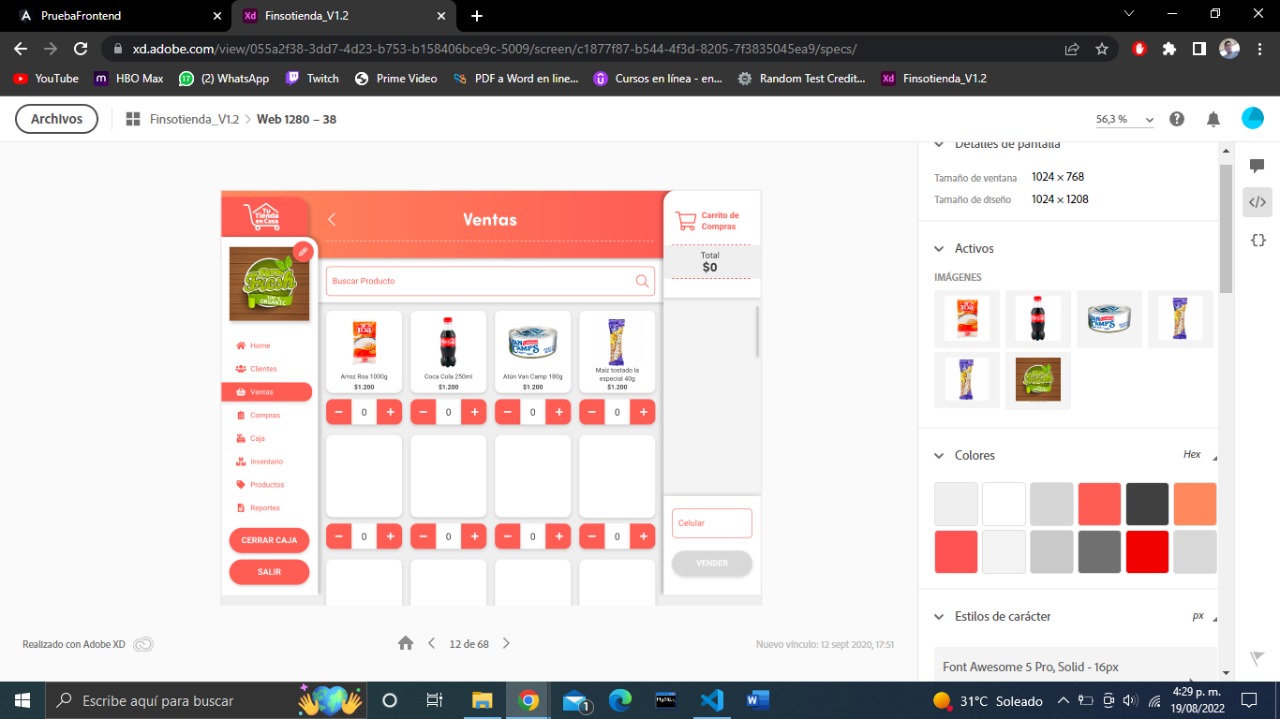 PruebaFrontend
Xd Finsotienda_V1.2
xd.adobe.com/view/055a2f38-3dd7-4d23-b753-b158406bce9c-5009/screen/c1877f87-b544-4f3d-8205-7f3835045ea9/specs/
YouTube
HBO Max
(2) WhatsApp
Twitch
Prime Video
PDF a Word en line...
Cursos en línea - en...
Random Test Credit...
Xd Finsotienda_V1.2
Archivos
Finsotienda_V1.2 > Web 1280 – 38
56,3 %
Tu Tienda en Casa
Ventas
Carrito de
Compras
Total
$0
Buscar Producto
Home
Clientes
Ventas
Compras
Caja
Inventario
Productos
Reportes
CERRAR CAJA
SALIR
Arroz Roa 1000g
$1.200
Coca Cola 250ml
$1.200
Atún Van Camp 180g
$1.200
Maíz tostado la
especial 40g
$1.200
− 0 +
− 0 +
− 0 +
− 0 +
− 0 +
− 0 +
− 0 +
− 0 +
Celular
VENDER
Realizado con Adobe XD
12 de 68
Nuevo vínculo: 12 sept 2020, 17:51
Detalles de pantalla
Tamaño de ventana 1024 × 768
Tamaño de diseño 1024 × 1208
Activos
IMÁGENES
Colores
Hex
Estilos de carácter
px
Font Awesome 5 Pro, Solid - 16px
Escribe aquí para buscar
1
31°C Soleado
4:29 p. m.
19/08/2022